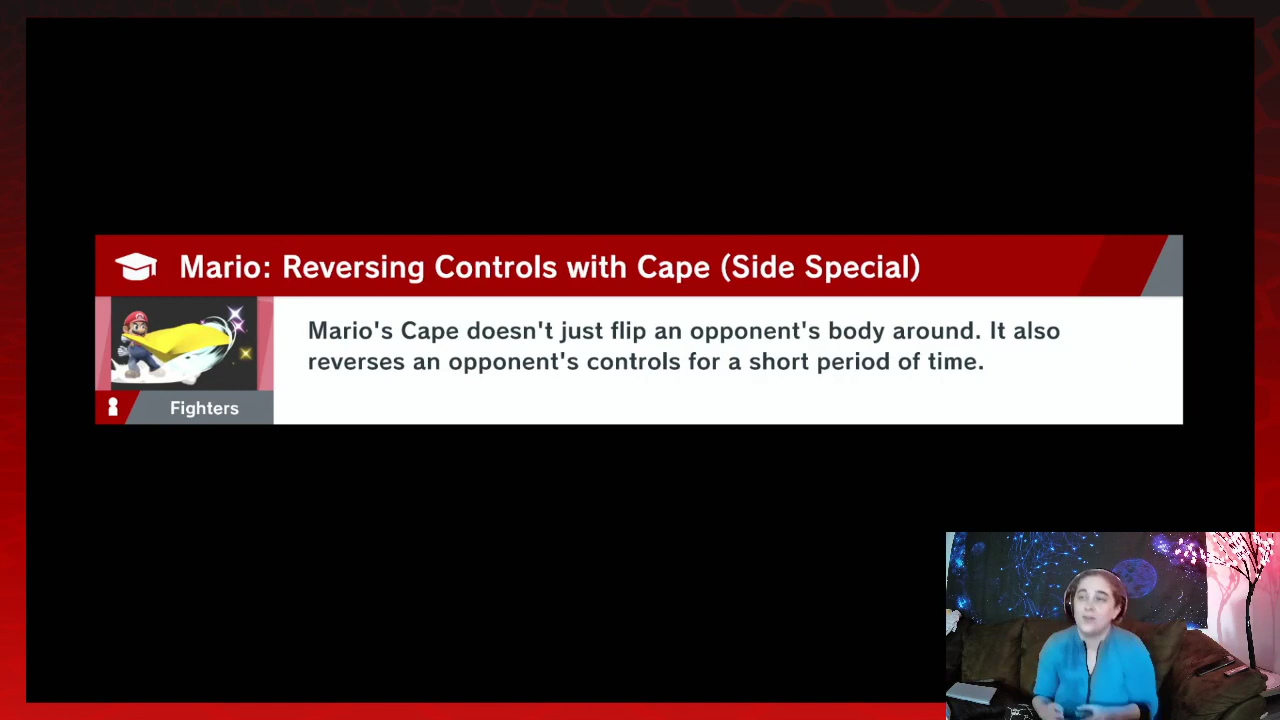 Mario: Reversing Controls with Cape (Side Special)
Mario's Cape doesn't just flip an opponent's body around. It also
reverses an opponent's controls for a short period of time.
Fighters